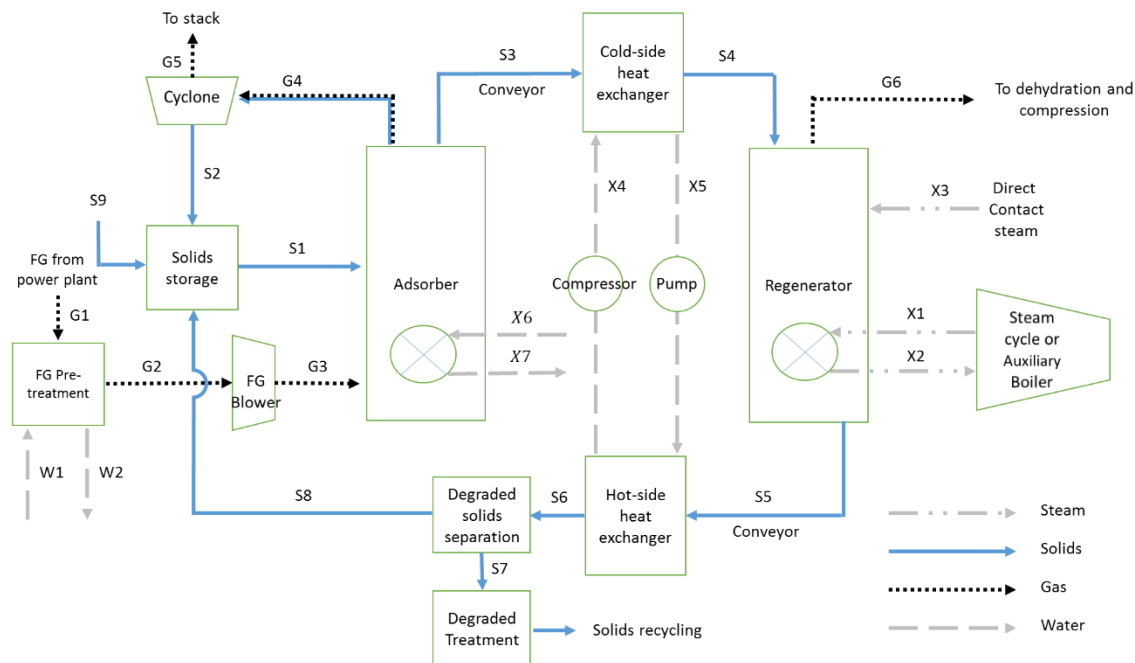 To stack
G5
G4
Cyclone
S3
Conveyor
Cold-side
heat
exchanger
S4
G6
To dehydration and
compression
S2
X4
X5
S9
X3
Direct
Contact
steam
FG from
power plant
Solids
storage
S1
Adsorber
Compressor
Pump
Regenerator
G1
X6
X7
X1
X2
Steam
cycle or
Auxiliary
Boiler
FG Pre-
treatment
G2
FG
Blower
G3
W1
W2
S8
Degraded
solids
separation
S6
Hot-side
heat
exchanger
S5
Conveyor
S7
Degraded
Treatment
Solids recycling
Steam
Solids
Gas
Water